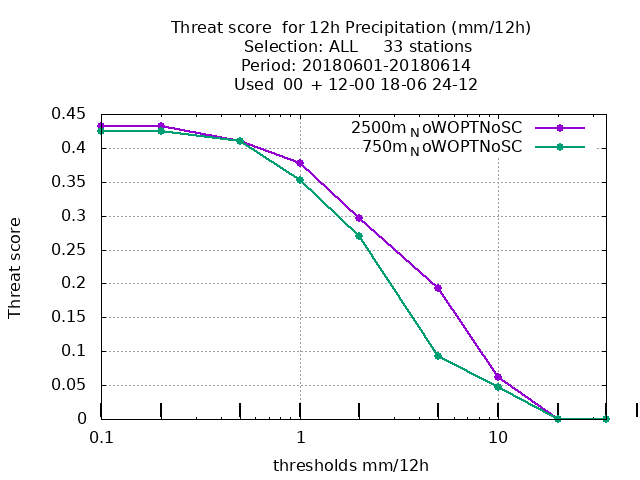 Threat score  for 12h Precipitation (mm/12h)
Selection: ALL     33 stations
Period: 20180601-20180614
Used  00  + 12-00 18-06 24-12
2500m_NoWOPTNoSC
750m_NoWOPTNoSC
0.45
0.4
0.35
0.3
0.25
0.2
0.15
0.1
0.05
0
Threat score
0.1
1
10
thresholds mm/12h